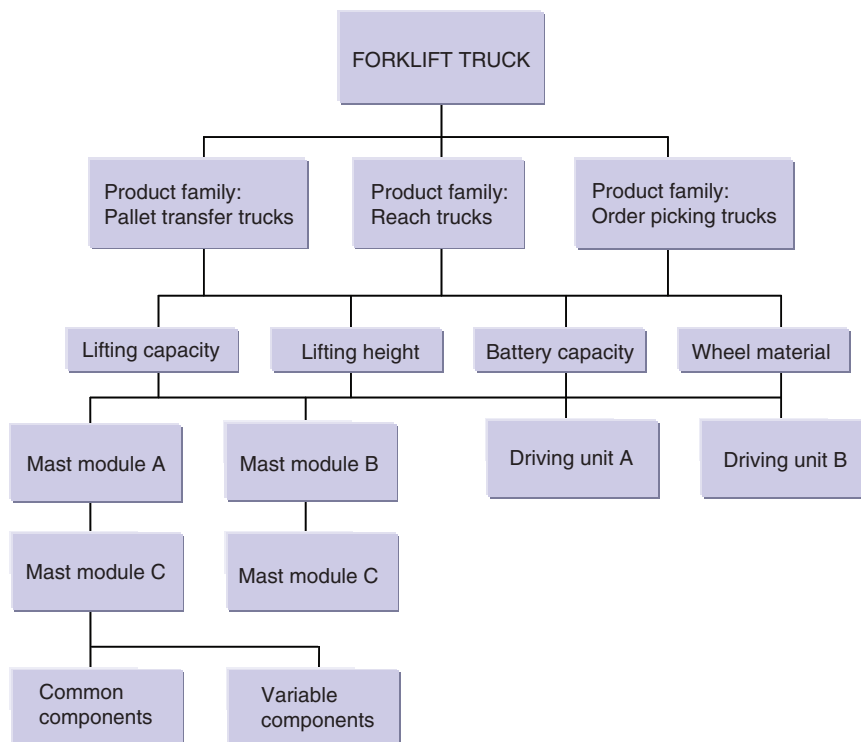 FORKLIFT TRUCK
Product family:
Pallet transfer trucks
Product family:
Reach trucks
Product family:
Order picking trucks
Lifting capacity
Lifting height
Battery capacity
Wheel material
Mast module A
Mast module B
Driving unit A
Driving unit B
Mast module C
Mast module C
Common
components
Variable
components